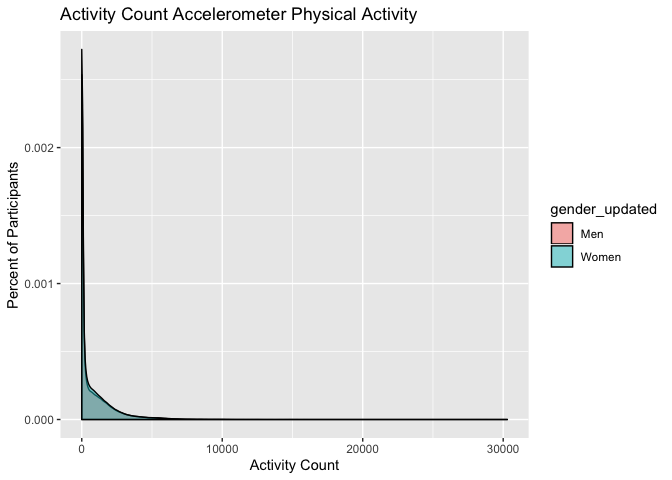 Activity Count Accelerometer Physical Activity
Percent of Participants
0.002
0.001
0.000
0
10000
20000
30000
Activity Count
gender_updated
Men
Women